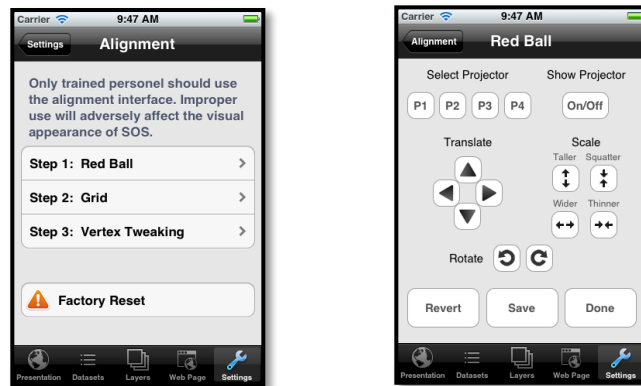 Carrier 9:47 AM
Settings Alignment
Only trained personel should use
the alignment interface. Improper
use will adversely affect the visual
appearance of SOS.
Step 1: Red Ball
Step 2: Grid
Step 3: Vertex Tweaking
Factory Reset
Presentation Datasets Layers Web Page Settings
Carrier 9:47 AM
Alignment Red Ball
Select Projector Show Projector
P1 P2 P3 P4 On/Off
Translate Scale
Taller Squatter
Wider Thinner
Rotate
Revert Save Done
Presentation Datasets Layers Web Page Settings